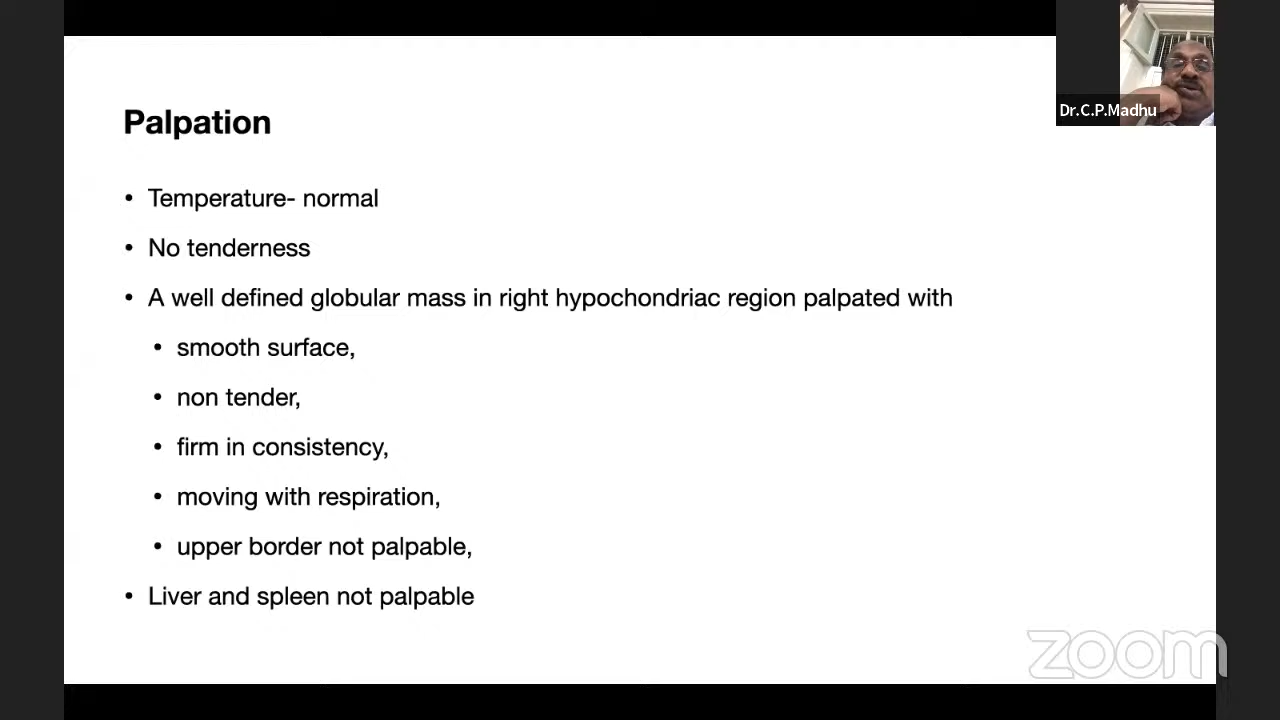 Palpation
• Temperature- normal
• No tenderness
• A well defined globular mass in right hypochondriac region palpated with
• smooth surface,
• non tender,
• firm in consistency,
• moving with respiration,
• upper border not palpable,
• Liver and spleen not palpable
Dr.C.P.Madhu
zoom